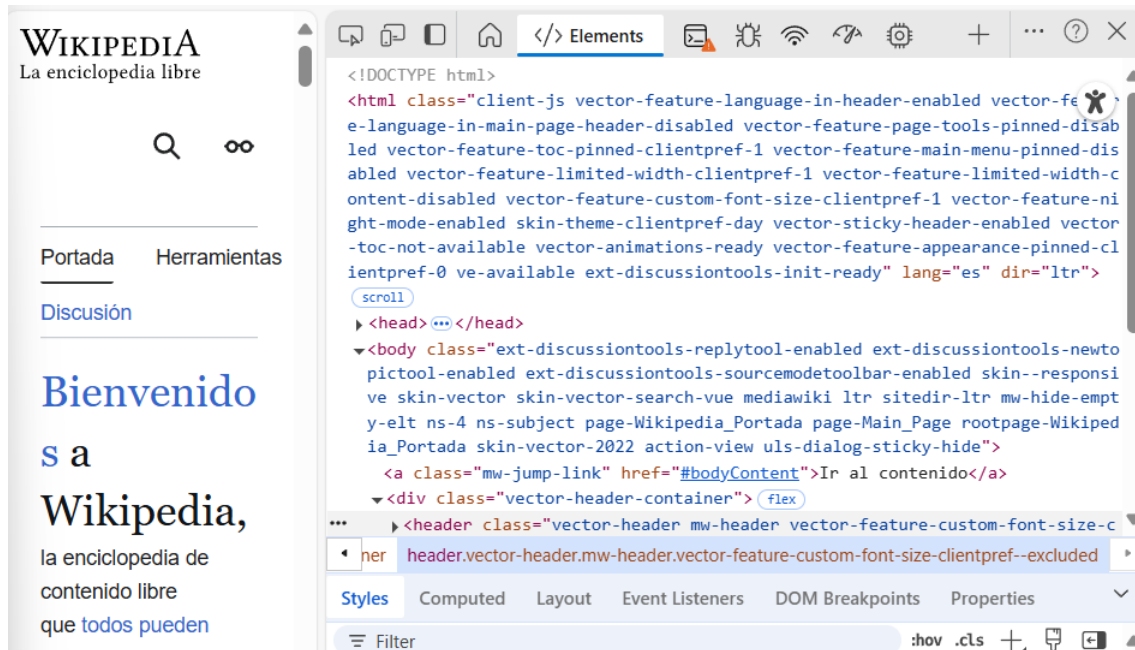 WIKIPEDIA
La enciclopedia libre
Portada Herramientas
Discusión
Bienvenido
s a
Wikipedia,
la enciclopedia de
contenido libre
que todos pueden
</> Elements
<!DOCTYPE html>
<html class="client-js vector-feature-language-in-header-enabled vector-fe
e-language-in-main-page-header-disabled vector-feature-page-tools-pinned-disab
led vector-feature-toc-pinned-clientpref-1 vector-feature-main-menu-pinned-dis
abled vector-feature-limited-width-clientpref-1 vector-feature-limited-width-c
ontent-disabled vector-feature-custom-font-size-clientpref-1 vector-feature-ni
ght-mode-enabled skin-theme-clientpref-day vector-sticky-header-enabled vector
-toc-not-available vector-animations-ready vector-feature-appearance-pinned-cl
ientpref-0 ve-available ext-discussiontools-init-ready" lang="es" dir="ltr">
scroll
<head> ••• </head>
<body class="ext-discussiontools-replytool-enabled ext-discussiontools-newto
pictool-enabled ext-discussiontools-sourcemodetoolbar-enabled skin--responsi
ve skin-vector skin-vector-search-vue mediawiki ltr sitedir-ltr mw-hide-empt
y-elt ns-4 ns-subject page-Wikipedia_Portada page-Main_Page rootpage-Wikiped
ia_Portada skin-vector-2022 action-view uls-dialog-sticky-hide">
<a class="mw-jump-link" href="#bodyContent">Ir al contenido</a>
<div class="vector-header-container"> flex
••• <header class="vector-header mw-header vector-feature-custom-font-size-c
ner header.vector-header.mw-header.vector-feature-custom-font-size-clientpref--excluded
Styles Computed Layout Event Listeners DOM Breakpoints Properties
Filter :hov .cls